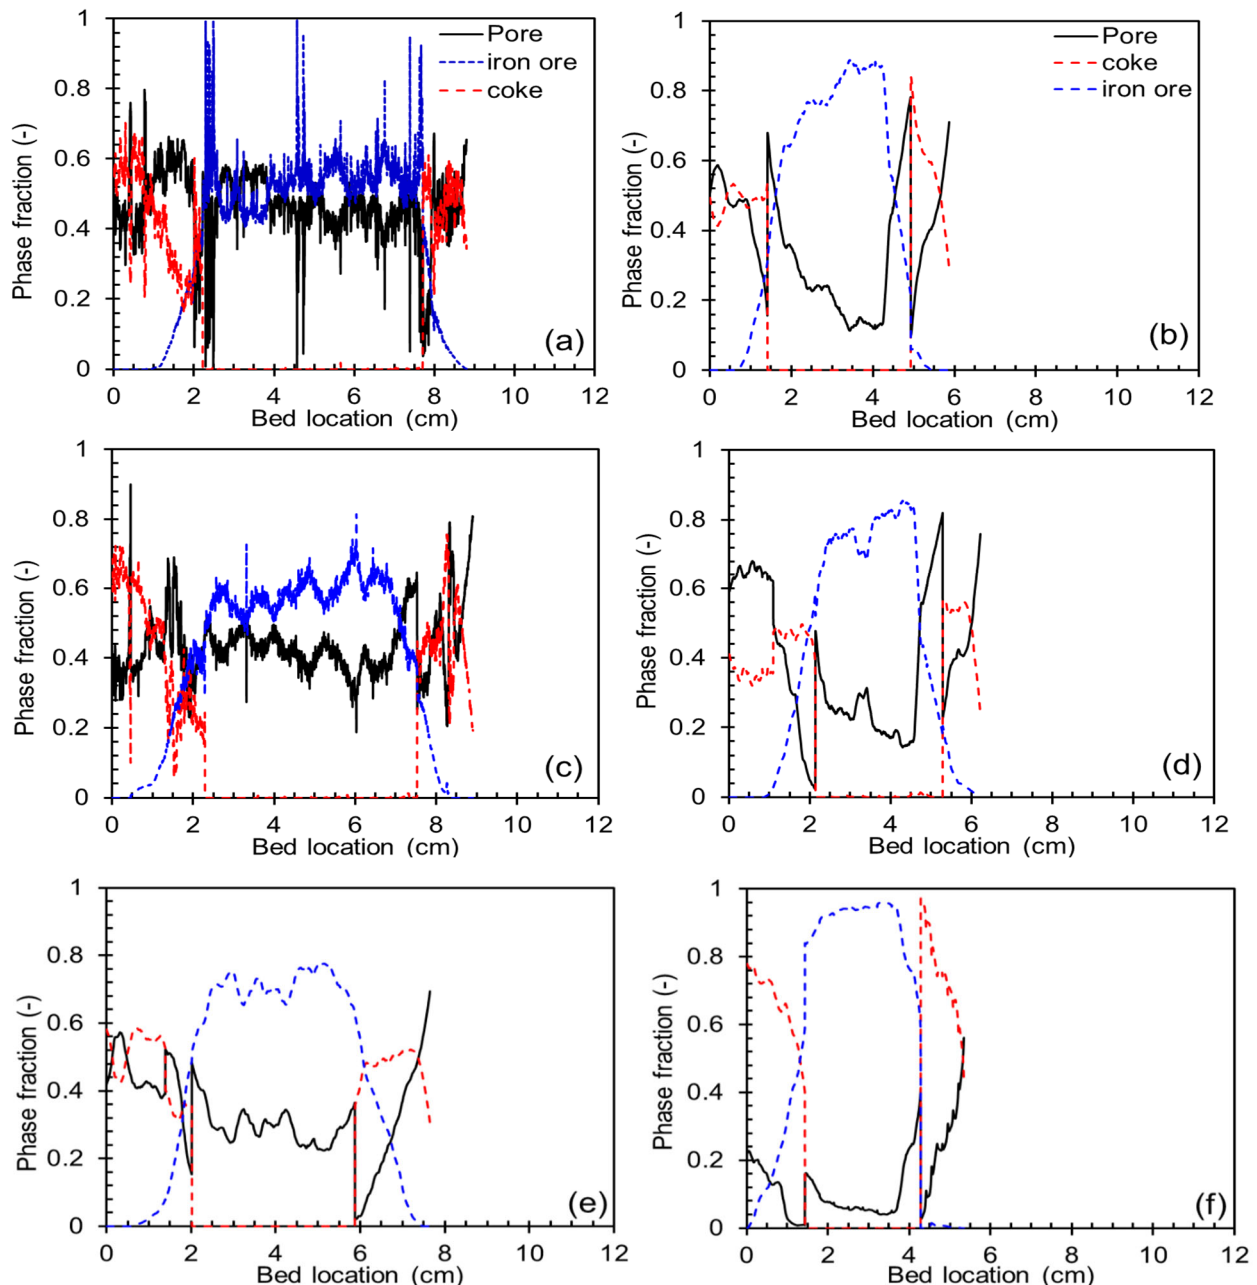 Phase fraction (-)
1
0.8
0.6
0.4
0.2
0
Pore
iron ore
coke
(a)
0 2 4 6 8 10 12
Bed location (cm)
Phase fraction (-)
1
0.8
0.6
0.4
0.2
0
Pore
coke
iron ore
(b)
0 2 4 6 8 10 12
Bed location (cm)
Phase fraction (-)
1
0.8
0.6
0.4
0.2
0
(c)
0 2 4 6 8 10 12
Bed location (cm)
Phase fraction (-)
1
0.8
0.6
0.4
0.2
0
(d)
0 2 4 6 8 10 12
Bed location (cm)
Phase fraction (-)
1
0.8
0.6
0.4
0.2
0
(e)
0 2 4 6 8 10 12
Bed location (cm)
Phase fraction (-)
1
0.8
0.6
0.4
0.2
0
(f)
0 2 4 6 8 10 12
Bed location (cm)